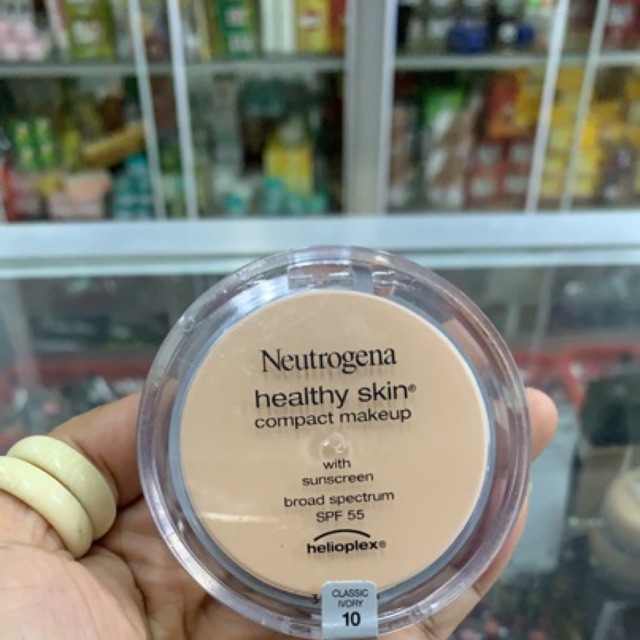 Neutrogena
healthy skin®
compact makeup
with
sunscreen
broad spectrum
SPF 55
helioplex®
CLASSIC
IVORY
10